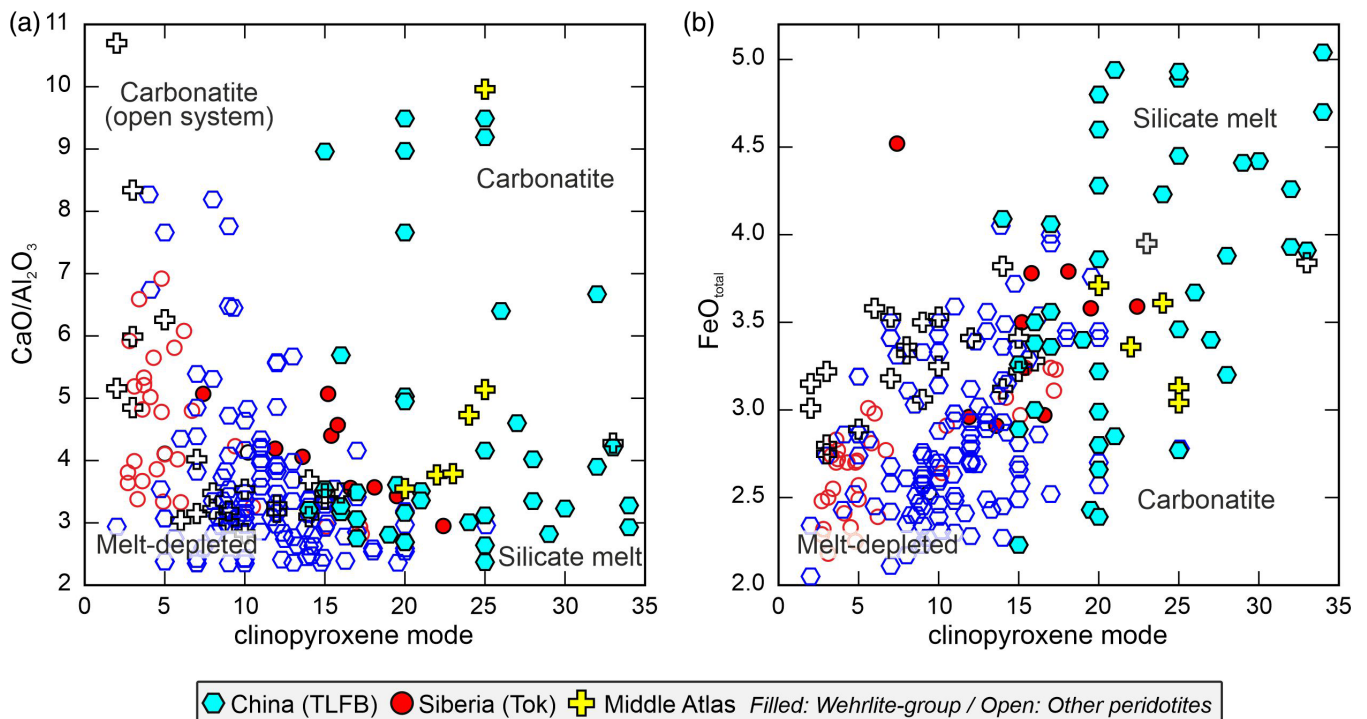 (a)
11
10
9
8
7
6
5
4
3
2
CaO/Al₂O₃
Carbonatite
(open system)
Carbonatite
Melt-depleted
Silicate melt
0 5 10 15 20 25 30 35
clinopyroxene mode
(b)
5.0
4.5
4.0
3.5
3.0
2.5
2.0
FeO total
Silicate melt
Carbonatite
Melt-depleted
0 5 10 15 20 25 30 35
clinopyroxene mode
China (TLFB) Siberia (Tok) Middle Atlas Filled: Wehrlite-group / Open: Other peridotites